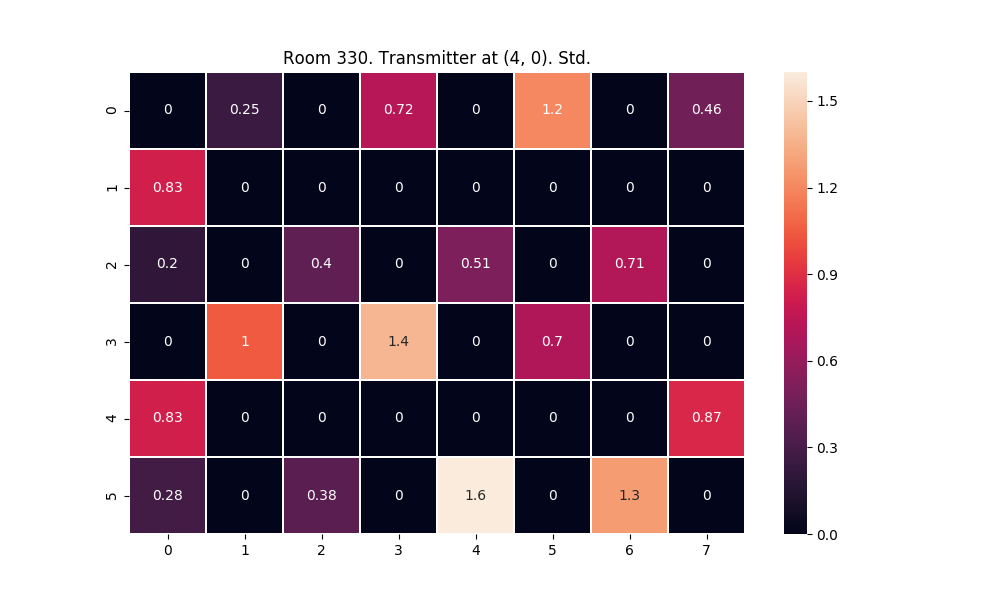 Room 330. Transmitter at (4, 0). Std.
0 0 0.25 0 0.72 0 1.2 0 0.46
1 0.83 0 0 0 0 0 0 0
2 0.2 0 0.4 0 0.51 0 0.71 0
3 0 1 0 1.4 0 0.7 0 0
4 0.83 0 0 0 0 0 0 0.87
5 0.28 0 0.38 0 1.6 0 1.3 0
0 1 2 3 4 5 6 7
1.5
1.2
0.9
0.6
0.3
0.0